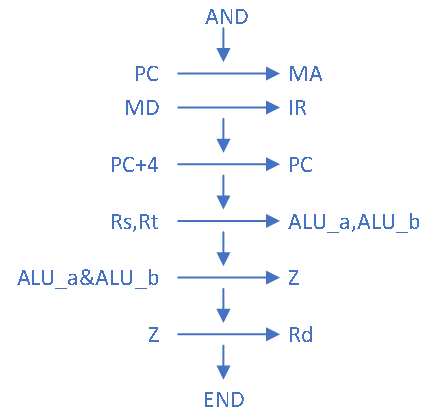 AND
PC MA
MD IR
PC+4 PC
Rs,Rt ALU_a,ALU_b
ALU_a&ALU_b Z
Z Rd
END